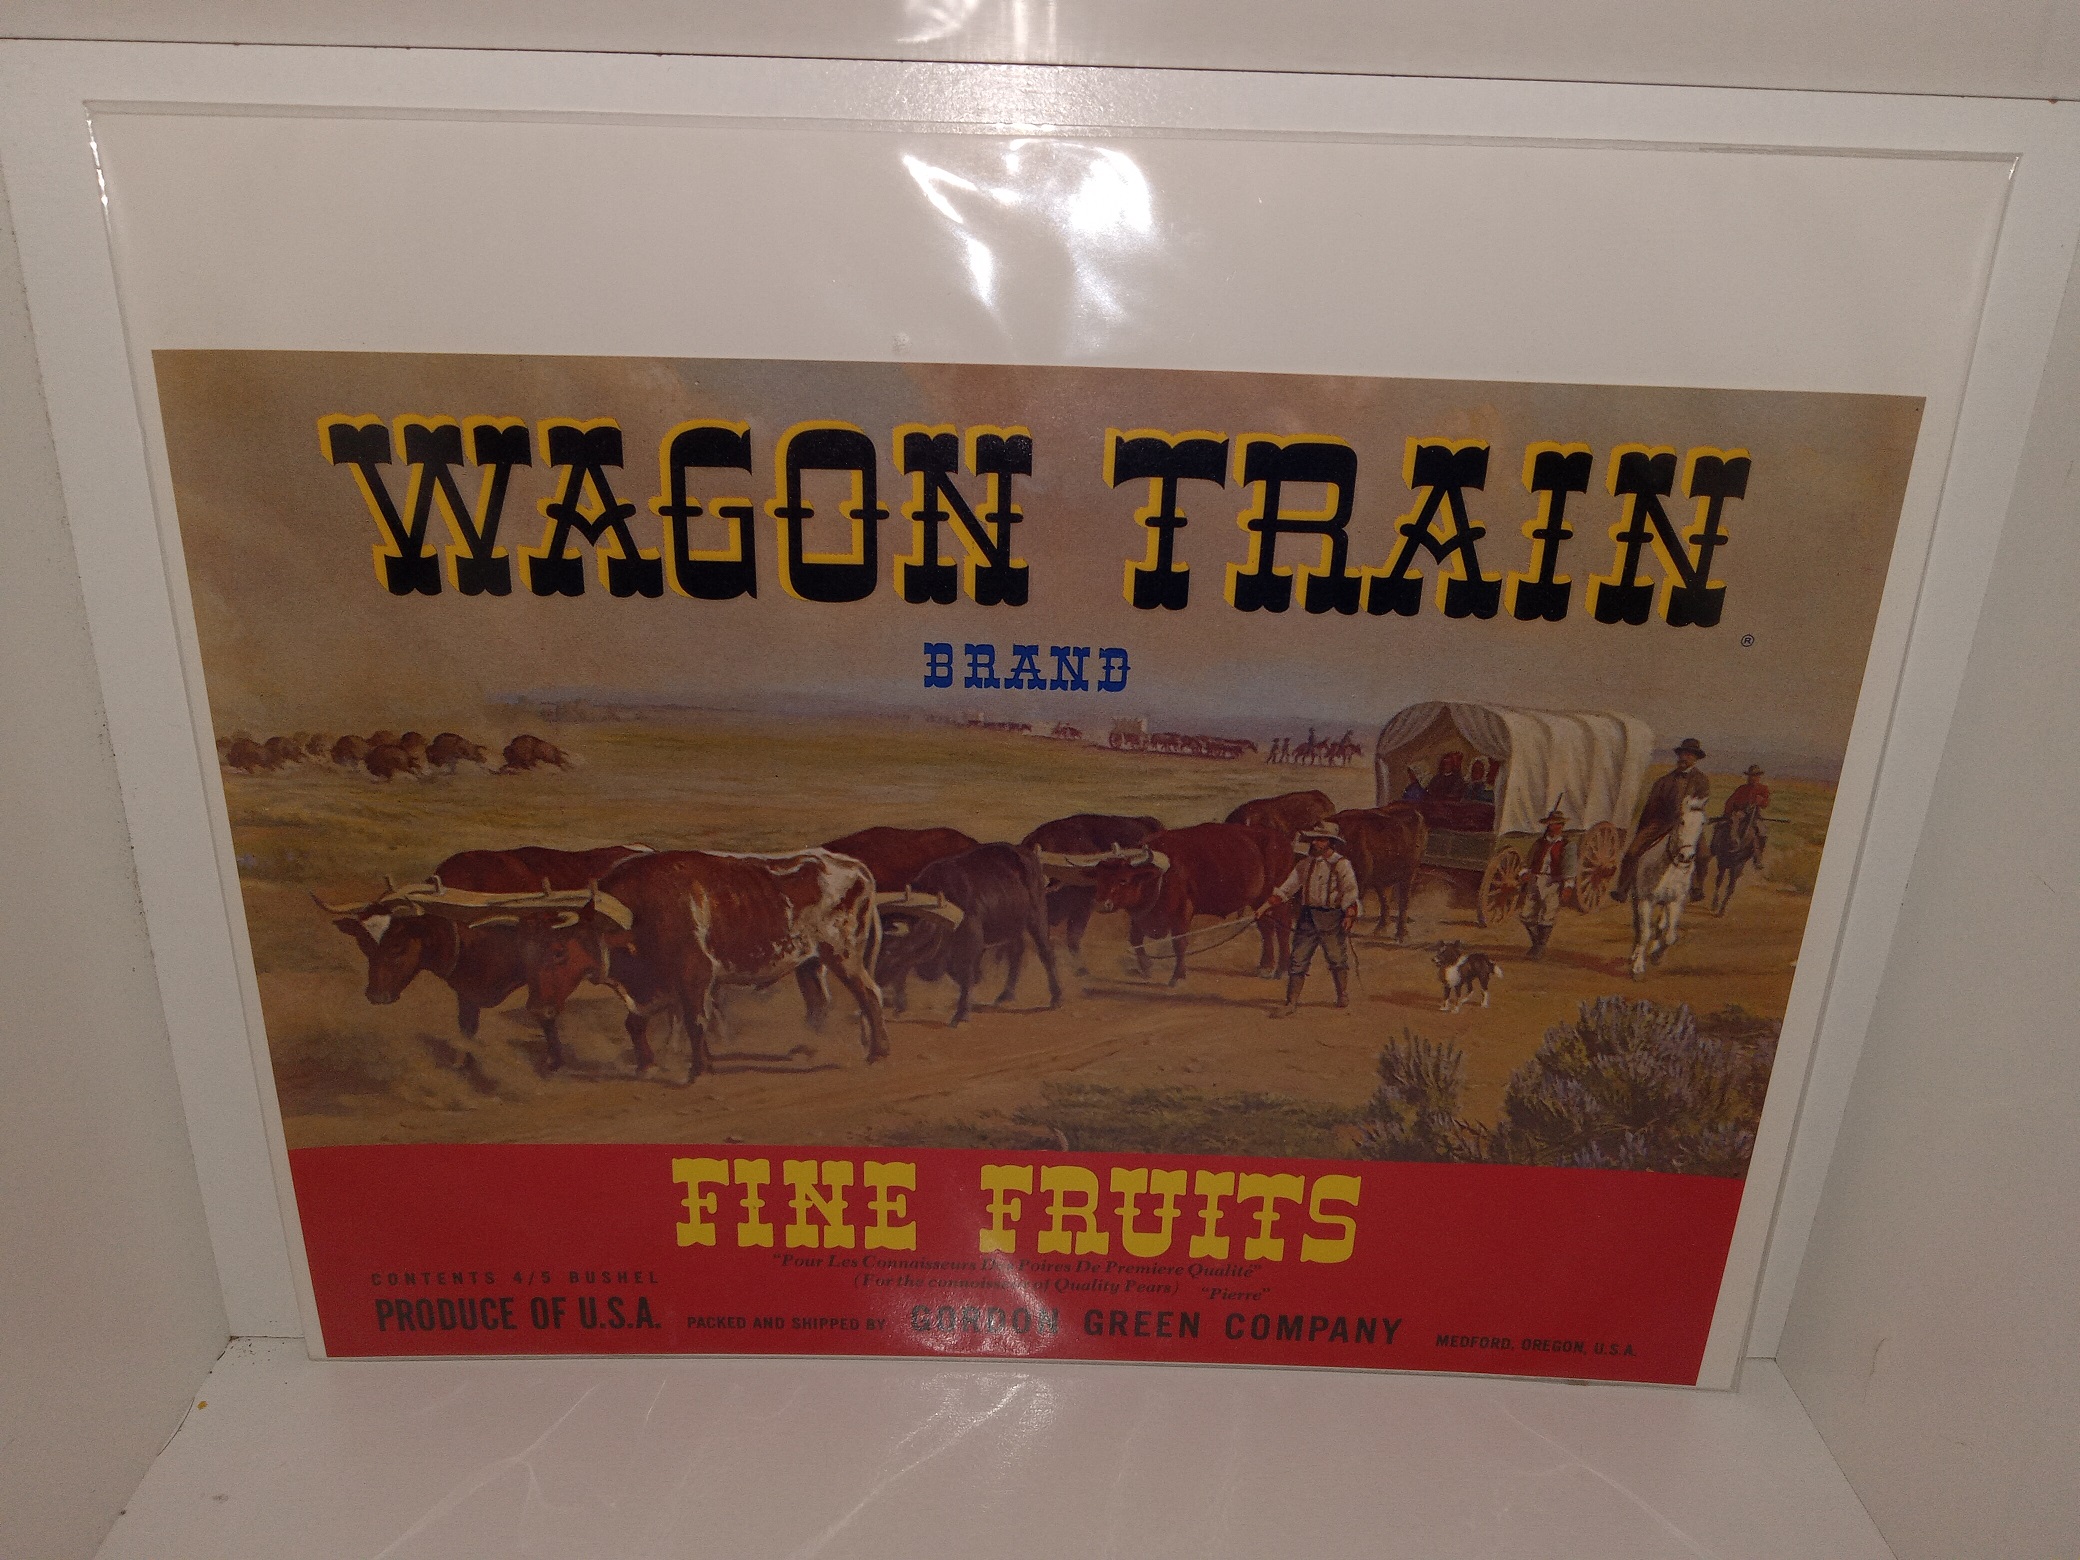 WAGON TRAIN
®
BRAND
FINE FRUITS
"Pour Les Connaisseurs Des Poires De Premiere Qualité"
(For the connoisseur of Quality Pears) "Pierre"
CONTENTS 4/5 BUSHEL
PRODUCE OF U.S.A. PACKED AND SHIPPED BY GORDON GREEN COMPANY MEDFORD, OREGON, U.S.A.